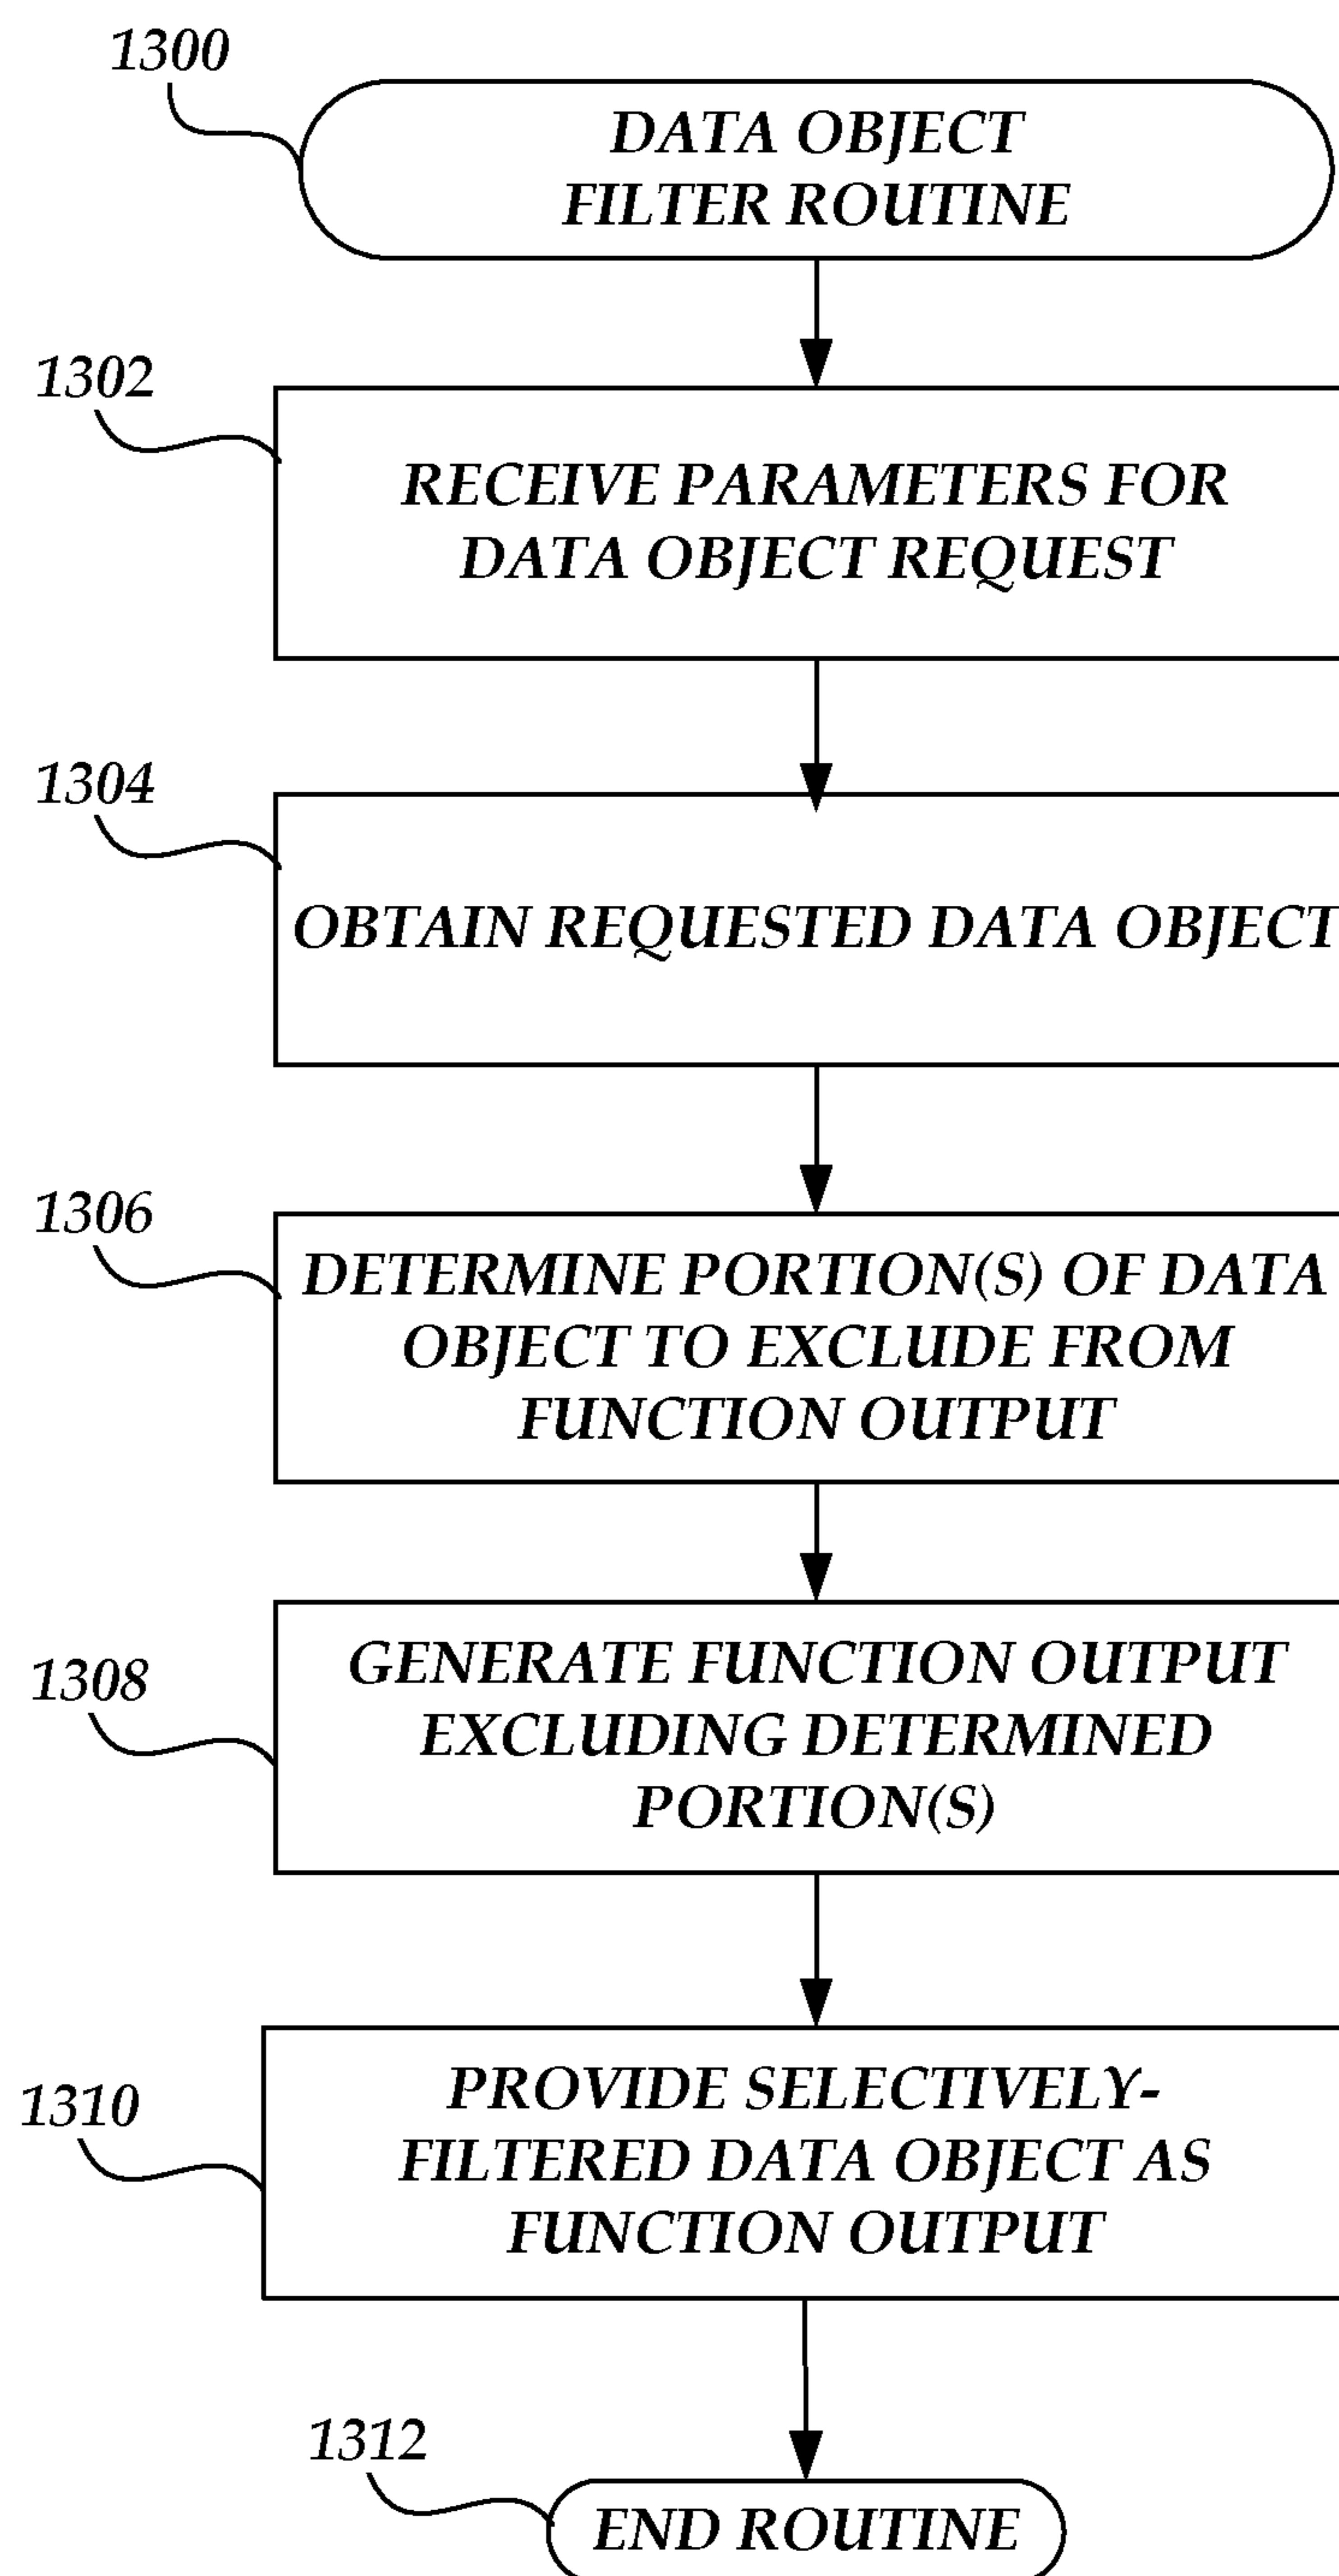 1300
DATA OBJECT
FILTER ROUTINE
1302
RECEIVE PARAMETERS FOR
DATA OBJECT REQUEST
1304
OBTAIN REQUESTED DATA OBJECT
1306
DETERMINE PORTION(S) OF DATA
OBJECT TO EXCLUDE FROM
FUNCTION OUTPUT
1308
GENERATE FUNCTION OUTPUT
EXCLUDING DETERMINED
PORTION(S)
1310
PROVIDE SELECTIVELY-
FILTERED DATA OBJECT AS
FUNCTION OUTPUT
1312
END ROUTINE